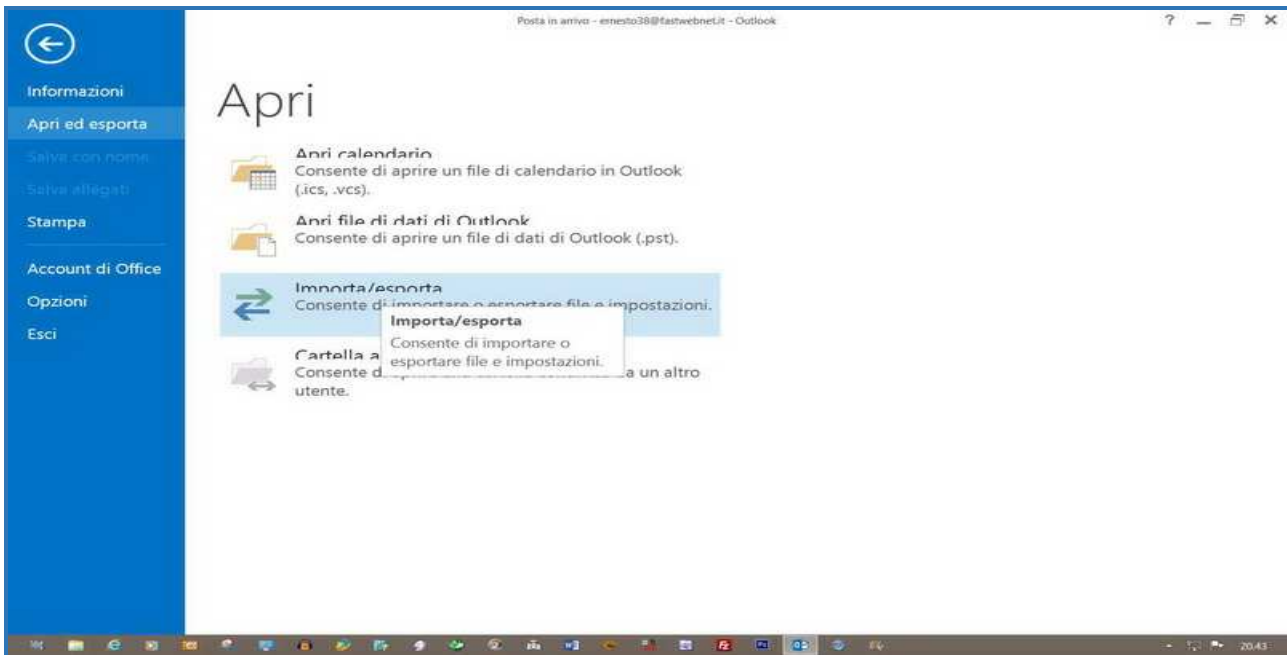 Posta in arrivo - ernesto38@fastwebnet.it - Outlook
?
Informazioni
Apri ed esporta
Salva con nome
Salva allegati
Stampa
Account di Office
Opzioni
Esci
Apri
Apri calendario
Consente di aprire un file di calendario in Outlook
(.ics, .vcs).
Apri file di dati di Outlook
Consente di aprire un file di dati di Outlook (.pst).
Importa/esporta
Consente di importare o esportare file e impostazioni.
Importa/esporta
Consente di importare o
esportare file e impostazioni.
Cartella a
Consente d
a un altro
utente.
20.43